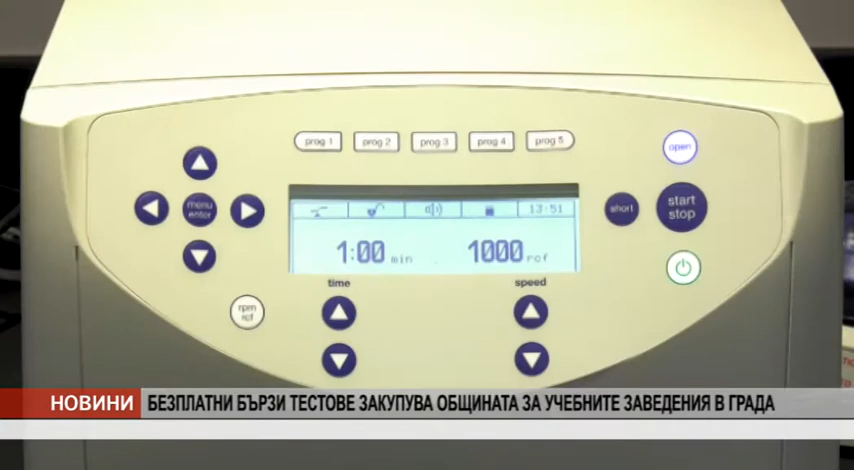 prog 1 prog 2 prog 3 prog 4 prog 5
open
menu
enter
13:51
short
start
stop
1:00 min 1000 rcf
time speed
rpm
rcf
НОВИНИ БЕЗПЛАТНИ БЪРЗИ ТЕСТОВЕ ЗАКУПУВА ОБЩИНАТА ЗА УЧЕБНИТЕ ЗАВЕДЕНИЯ В ГРАДА